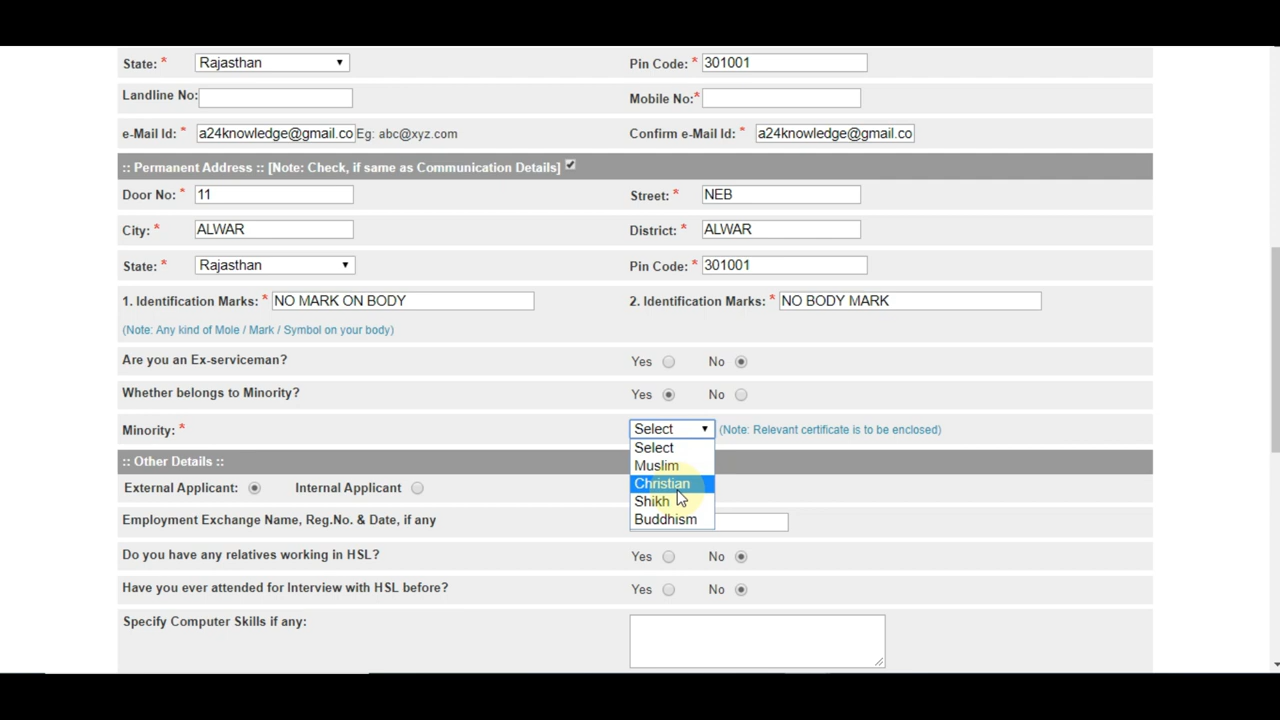 State: * Rajasthan Pin Code: * 301001
Landline No: Mobile No:*
e-Mail Id: * a24knowledge@gmail.co Eg: abc@xyz.com Confirm e-Mail Id: * a24knowledge@gmail.co
:: Permanent Address :: [Note: Check, if same as Communication Details]
Door No: * 11 Street: * NEB
City: * ALWAR District: * ALWAR
State: * Rajasthan Pin Code: * 301001
1. Identification Marks: * NO MARK ON BODY 2. Identification Marks: * NO BODY MARK
(Note: Any kind of Mole / Mark / Symbol on your body)
Are you an Ex-serviceman? Yes No
Whether belongs to Minority? Yes No
Minority: * Select (Note: Relevant certificate is to be enclosed)
Select
Muslim
Christian
Shikh
Buddhism
:: Other Details ::
External Applicant: Internal Applicant
Employment Exchange Name, Reg.No. & Date, if any
Do you have any relatives working in HSL? Yes No
Have you ever attended for Interview with HSL before? Yes No
Specify Computer Skills if any: